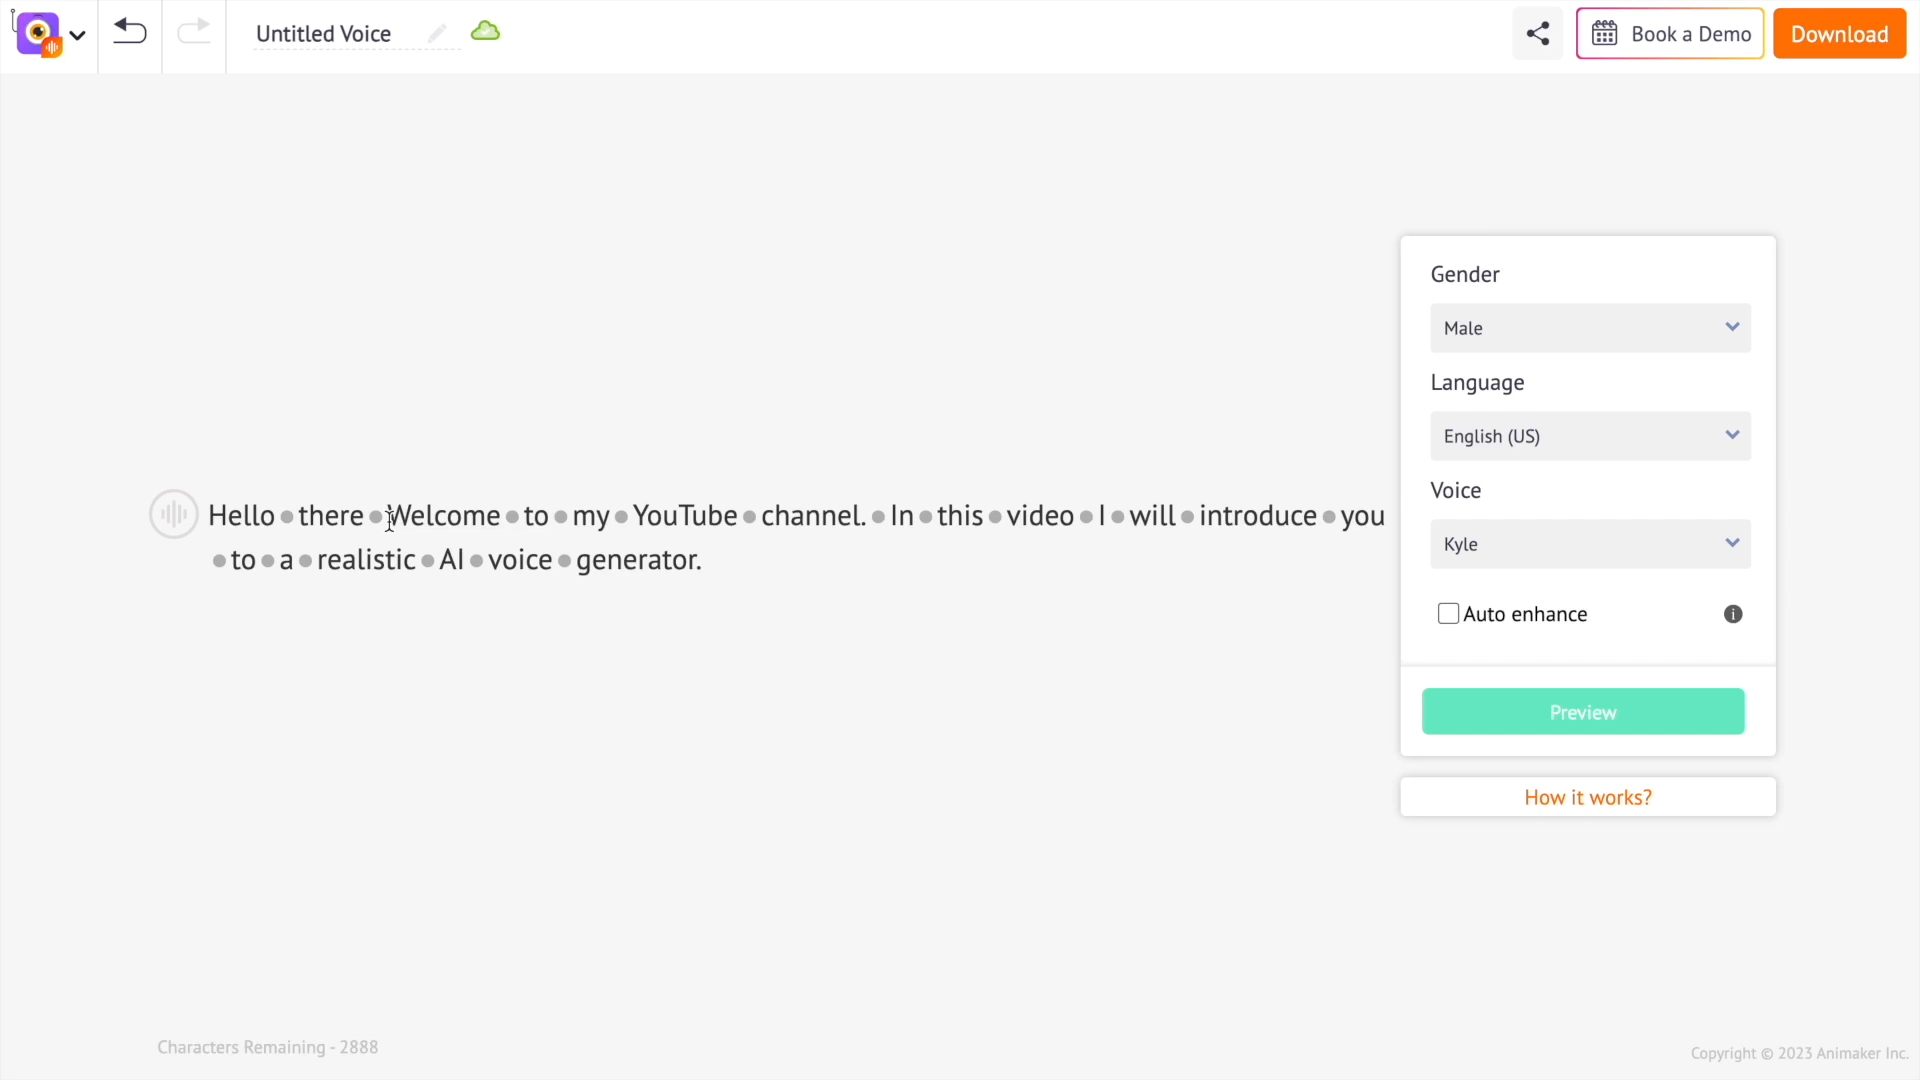 Untitled Voice
Book a Demo
Download
Gender
Male
Language
English (US)
Voice
Kyle
Auto enhance
Preview
How it works?
Hello there Welcome to my YouTube channel. In this video I will introduce you
to a realistic AI voice generator.
Characters Remaining - 2888
Copyright © 2023 Animaker Inc.